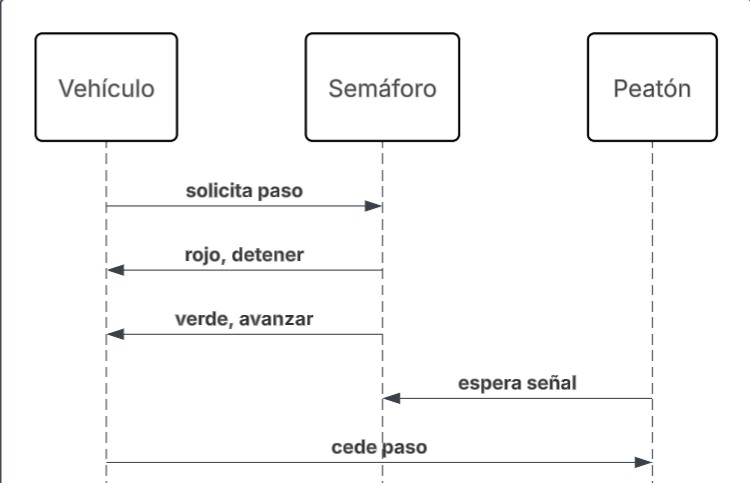 Vehículo
Semáforo
Peatón
solicita paso
rojo, detener
verde, avanzar
espera señal
cede paso